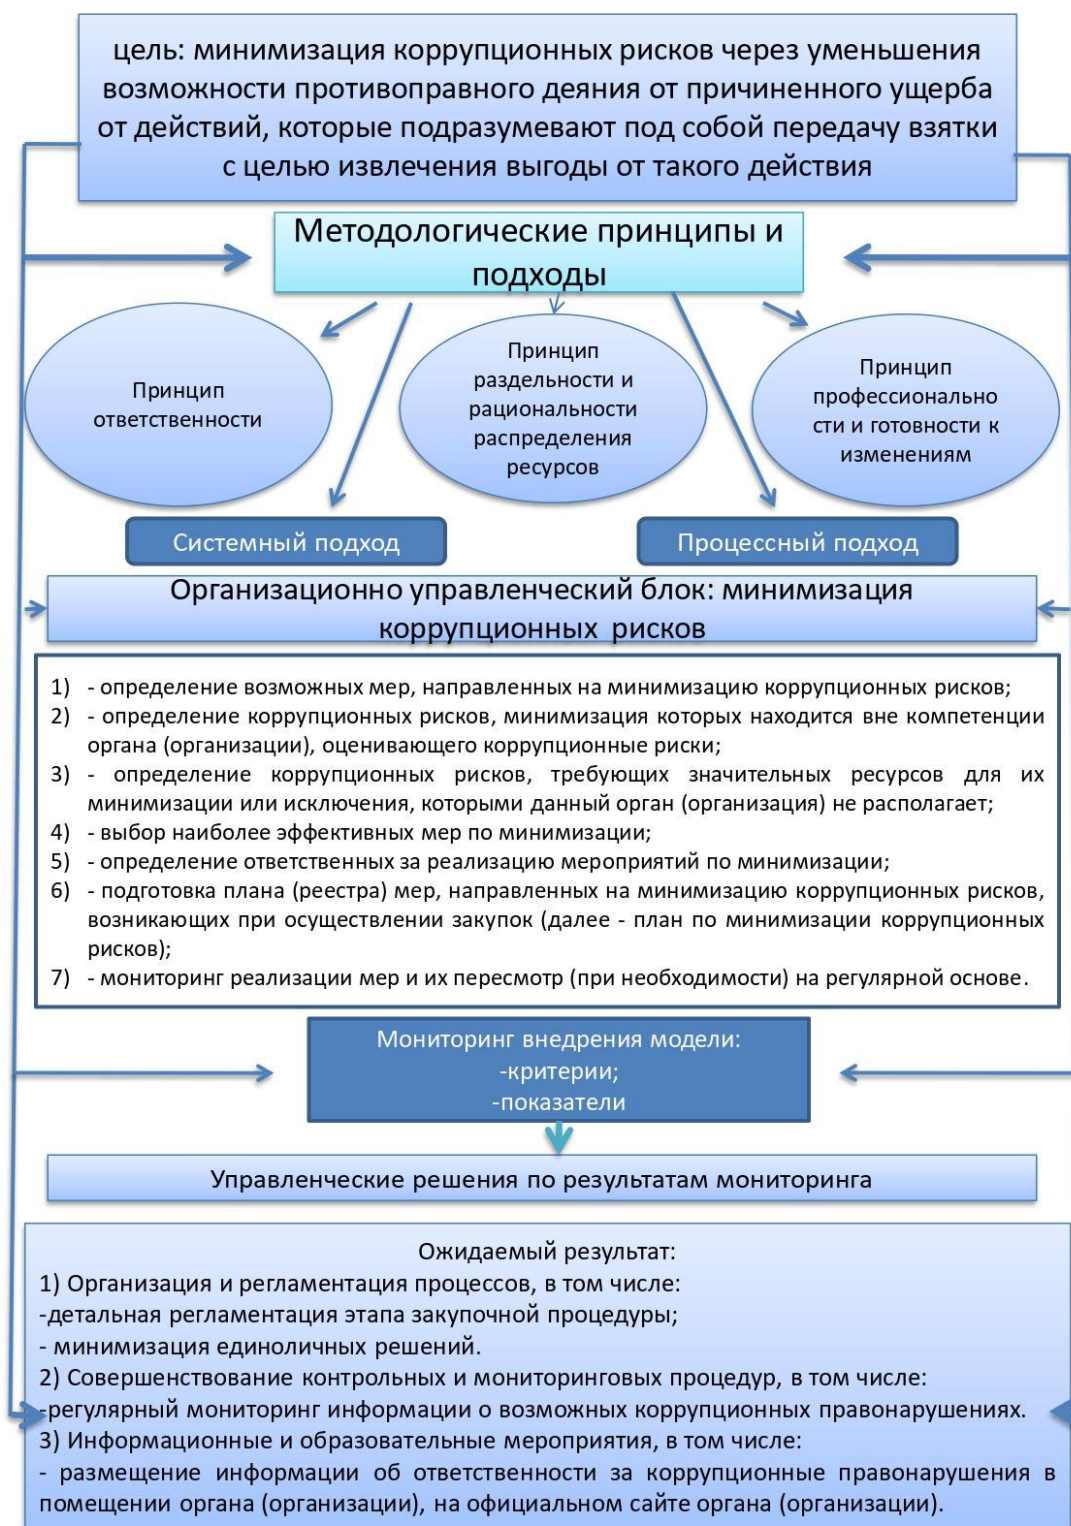 цель: минимизация коррупционных рисков через уменьшения
возможности противоправного деяния от причиненного ущерба
от действий, которые подразумевают под собой передачу взятки
с целью извлечения выгоды от такого действия
Методологические принципы и
подходы
Принцип
ответственности
Принцип
раздельности и
рациональности
распределения
ресурсов
Принцип
профессионально
сти и готовности к
изменениям
Системный подход
Процессный подход
Организационно управленческий блок: минимизация
коррупционных рисков
1) - определение возможных мер, направленных на минимизацию коррупционных рисков;
2) - определение коррупционных рисков, минимизация которых находится вне компетенции
органа (организации), оценивающего коррупционные риски;
3) - определение коррупционных рисков, требующих значительных ресурсов для их
минимизации или исключения, которыми данный орган (организация) не располагает;
4) - выбор наиболее эффективных мер по минимизации;
5) - определение ответственных за реализацию мероприятий по минимизации;
6) - подготовка плана (реестра) мер, направленных на минимизацию коррупционных рисков,
возникающих при осуществлении закупок (далее - план по минимизации коррупционных
рисков);
7) - мониторинг реализации мер и их пересмотр (при необходимости) на регулярной основе.
Мониторинг внедрения модели:
-критерии;
-показатели
Управленческие решения по результатам мониторинга
Ожидаемый результат:
1) Организация и регламентация процессов, в том числе:
-детальная регламентация этапа закупочной процедуры;
- минимизация единоличных решений.
2) Совершенствование контрольных и мониторинговых процедур, в том числе:
-регулярный мониторинг информации о возможных коррупционных правонарушениях.
3) Информационные и образовательные мероприятия, в том числе:
- размещение информации об ответственности за коррупционные правонарушения в
помещении органа (организации), на официальном сайте органа (организации).